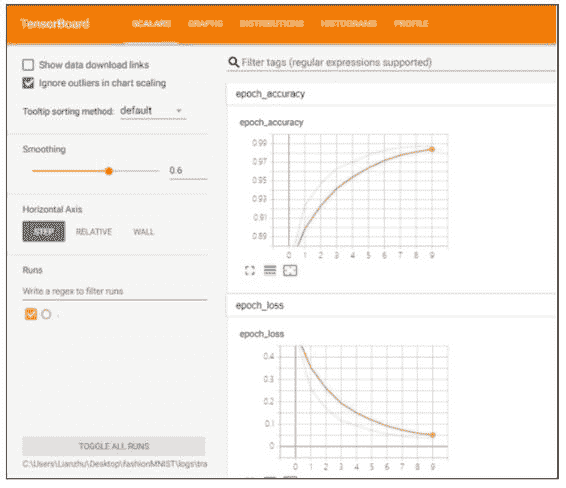 TensorBoard SCALARS GRAPHS DISTRIBUTIONS HISTOGRAMS PROFILE
Show data download links
Ignore outliers in chart scaling
Tooltip sorting method: default
Smoothing
0.6
Horizontal Axis
STEP RELATIVE WALL
Runs
Write a regex to filter runs
.
TOGGLE ALL RUNS
C:\Users\Lianzhu\Desktop\fashionMNIST\logs\tra
Filter tags (regular expressions supported)
epoch_accuracy
epoch_accuracy
0.99
0.97
0.95
0.93
0.91
0.89
0 1 2 3 4 5 6 7 8 9
epoch_loss
epoch_loss
0.4
0.3
0.2
0.1
0
0 1 2 3 4 5 6 7 8 9